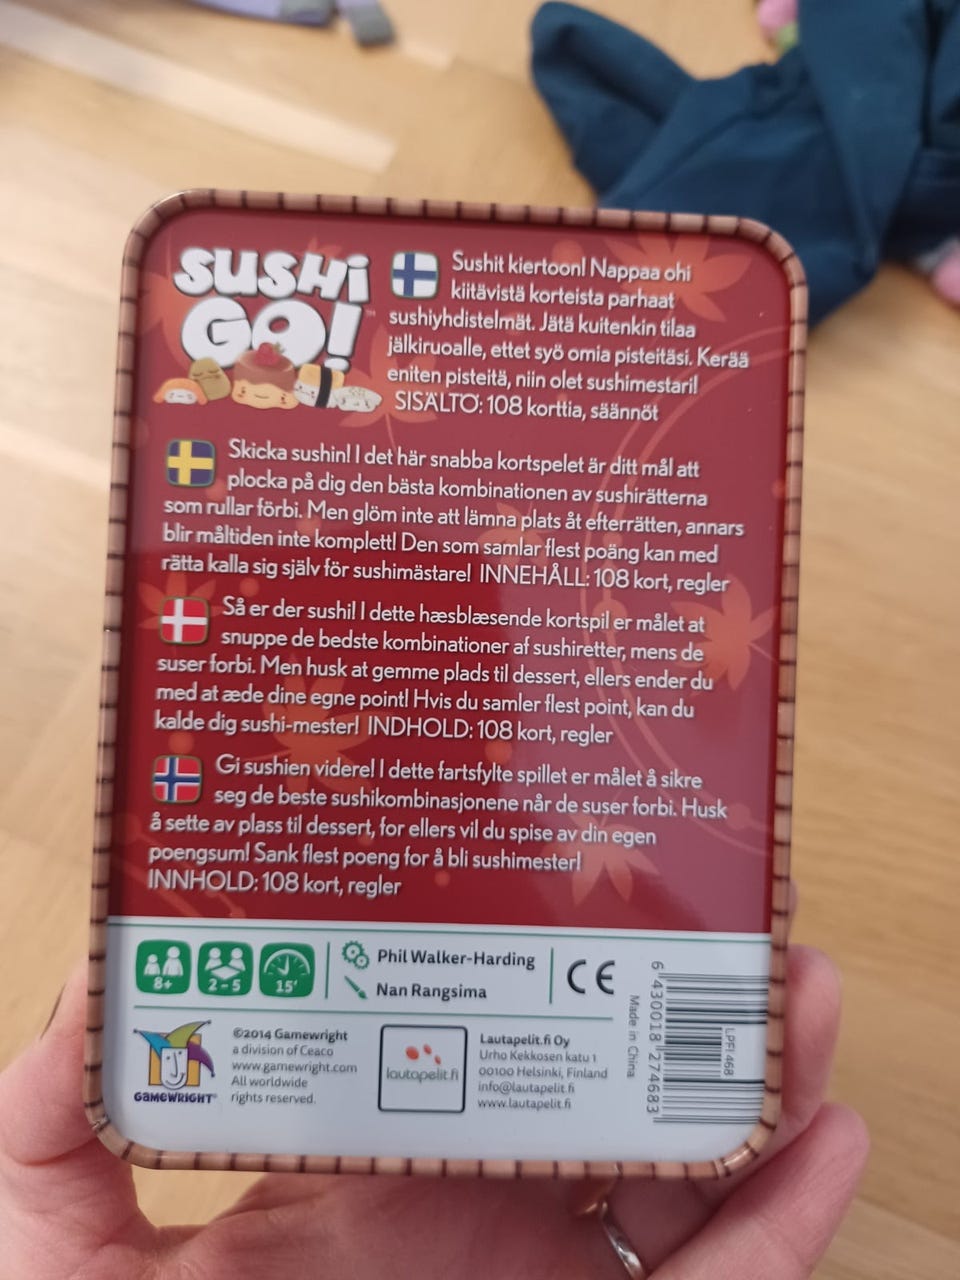 SUSHI
GO!™
Sushit kiertoon! Nappaa ohi
kiitävistä korteista parhaat
sushiyhdistelmät. Jätä kuitenkin tilaa
jälkiruoalle, ettet syö omia pisteitäsi. Kerää
eniten pisteitä, niin olet sushimestari!
SISÄLTÖ: 108 korttia, säännöt
Skicka sushin! I det här snabba kortspelet är ditt mål att
plocka på dig den bästa kombinationen av sushirätterna
som rullar förbi. Men glöm inte att lämna plats åt efterrätten, annars
blir måltiden inte komplett! Den som samlar flest poäng kan med
rätta kalla sig själv för sushimästare! INNEHÅLL: 108 kort, regler
Så er der sushi! I dette hæsblæsende kortspil er målet at
snuppe de bedste kombinationer af sushiretter, mens de
suser forbi. Men husk at gemme plads til dessert, ellers ender du
med at æde dine egne point! Hvis du samler flest point, kan du
kalde dig sushi-mester! INDHOLD: 108 kort, regler
Gi sushien videre! I dette fartsfylte spillet er målet å sikre
seg de beste sushikombinasjonene når de suser forbi. Husk
å sette av plass til dessert, for ellers vil du spise av din egen
poengsum! Sank flest poeng for å bli sushimester!
INNHOLD: 108 kort, regler
8+
2-5
15'
Phil Walker-Harding
Nan Rangsima
CE
GAMEWRIGHT®
©2014 Gamewright
a division of Ceaco
www.gamewright.com
All worldwide
rights reserved.
lautapelit.fi
Lautapelit.fi Oy
Urho Kekkosen katu 1
00100 Helsinki, Finland
info@lautapelit.fi
www.lautapelit.fi
Made in China
6 430018 274683
LPFI 468